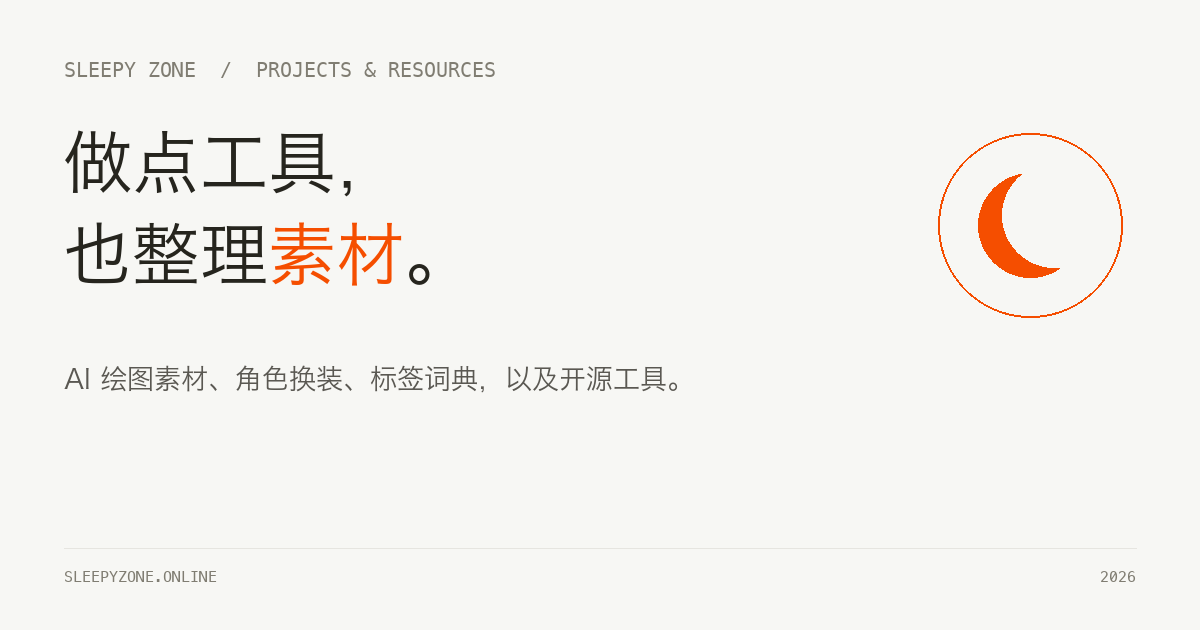 SLEEPY ZONE / PROJECTS & RESOURCES
做点工具,
也整理素材。
AI 绘图素材、角色换装、标签词典，以及开源工具。
SLEEPYZONE.ONLINE
2026